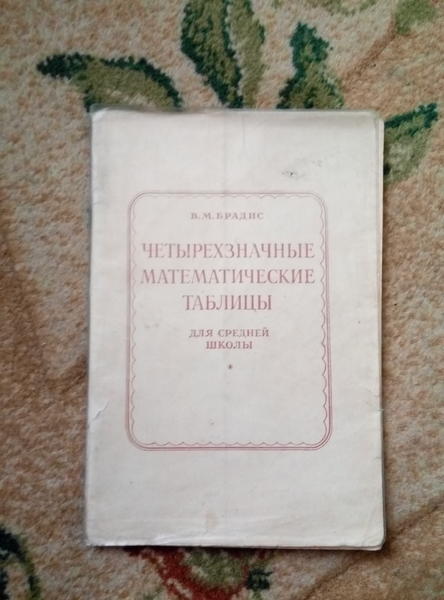 В. М. БРАДИС
ЧЕТЫРЕХЗНАЧНЫЕ
МАТЕМАТИЧЕСКИЕ
ТАБЛИЦЫ
ДЛЯ СРЕДНЕЙ
ШКОЛЫ